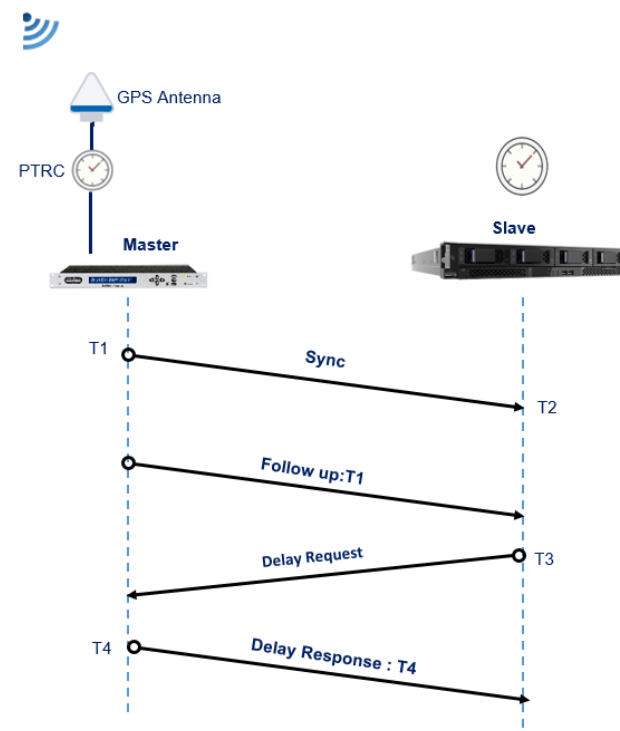 GPS Antenna
PTRC
Master
Slave
T1
Sync
T2
Follow up:T1
Delay Request
T3
T4
Delay Response : T4